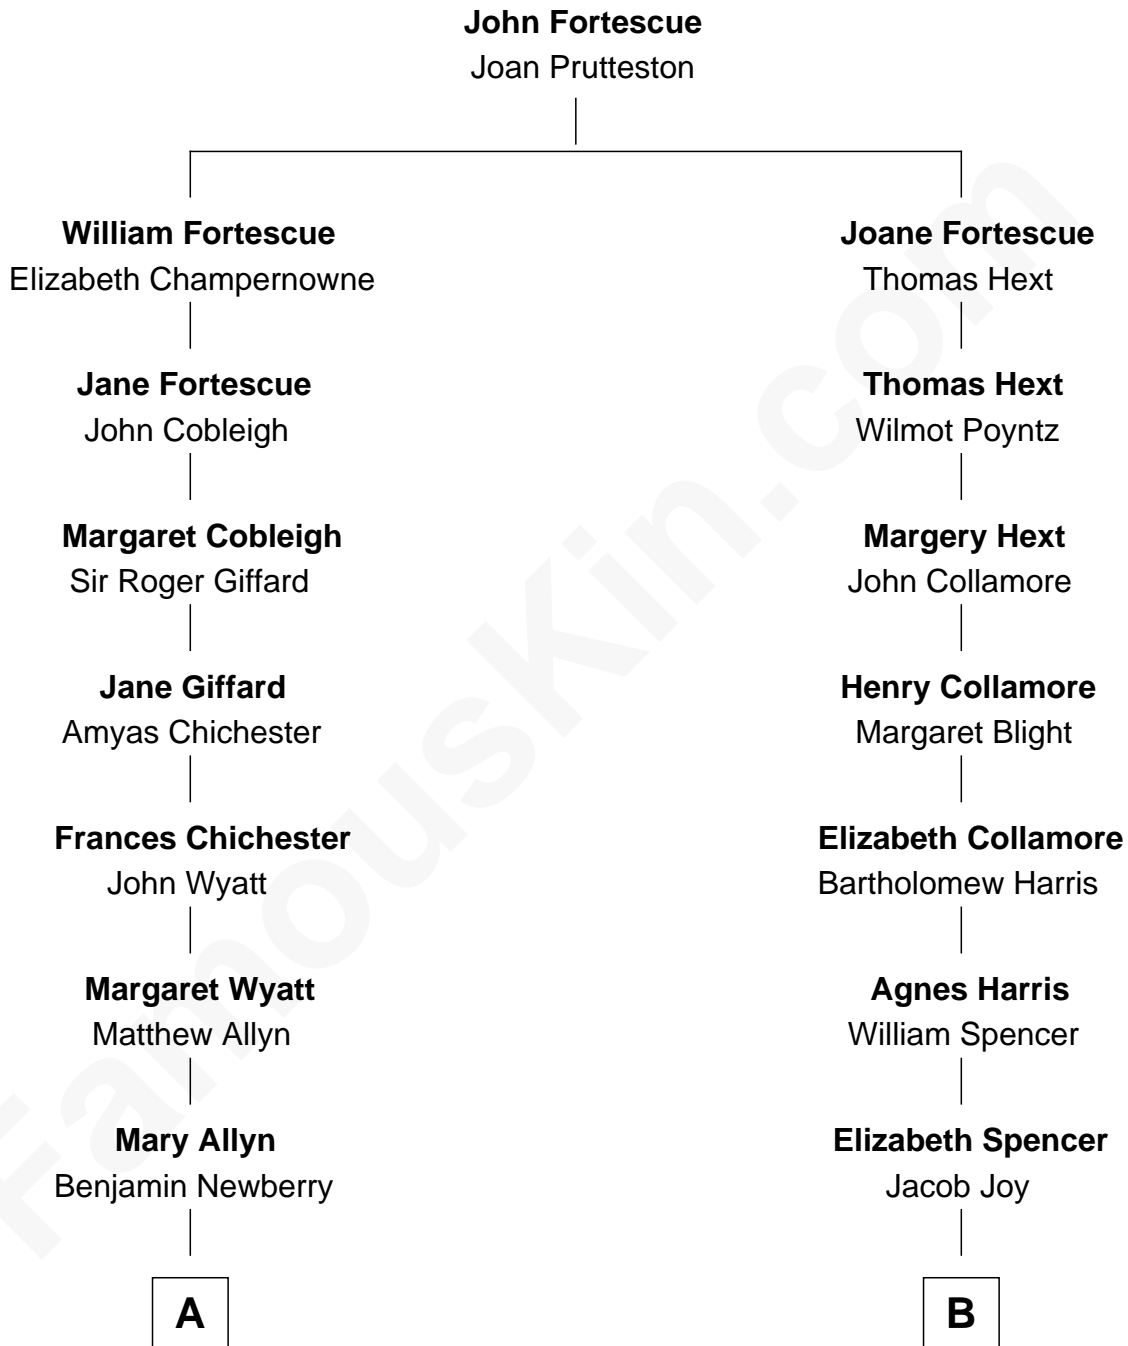 John Fortescue
Joan Prutteston
William Fortescue
Elizabeth Champernowne
Joane Fortescue
Thomas Hext
Jane Fortescue
John Cobleigh
Thomas Hext
Wilmot Poyntz
Margaret Cobleigh
Sir Roger Giffard
Margery Hext
John Collamore
Jane Giffard
Amyas Chichester
Henry Collamore
Margaret Blight
Frances Chichester
John Wyatt
Elizabeth Collamore
Bartholomew Harris
Margaret Wyatt
Matthew Allyn
Agnes Harris
William Spencer
Mary Allyn
Benjamin Newberry
Elizabeth Spencer
Jacob Joy
A
B
FamousKin.com